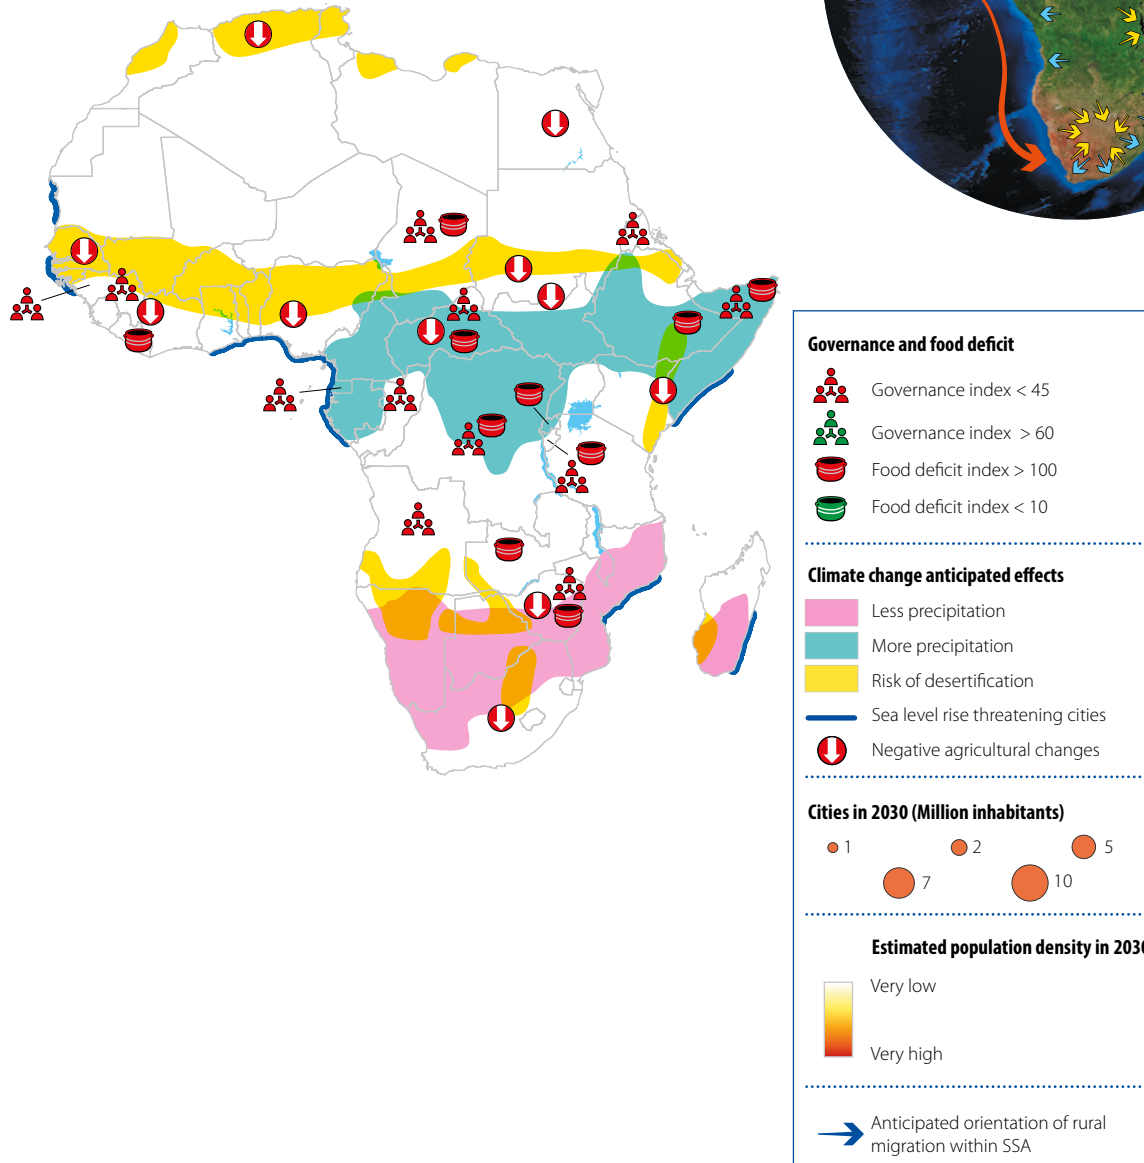 Governance and food deficit
Governance index < 45
Governance index > 60
Food deficit index > 100
Food deficit index < 10
Climate change anticipated effects
Less precipitation
More precipitation
Risk of desertification
Sea level rise threatening cities
Negative agricultural changes
Cities in 2030 (Million inhabitants)
1 2 5
7 10
Estimated population density in 2030
Very low
Very high
Anticipated orientation of rural
migration within SSA